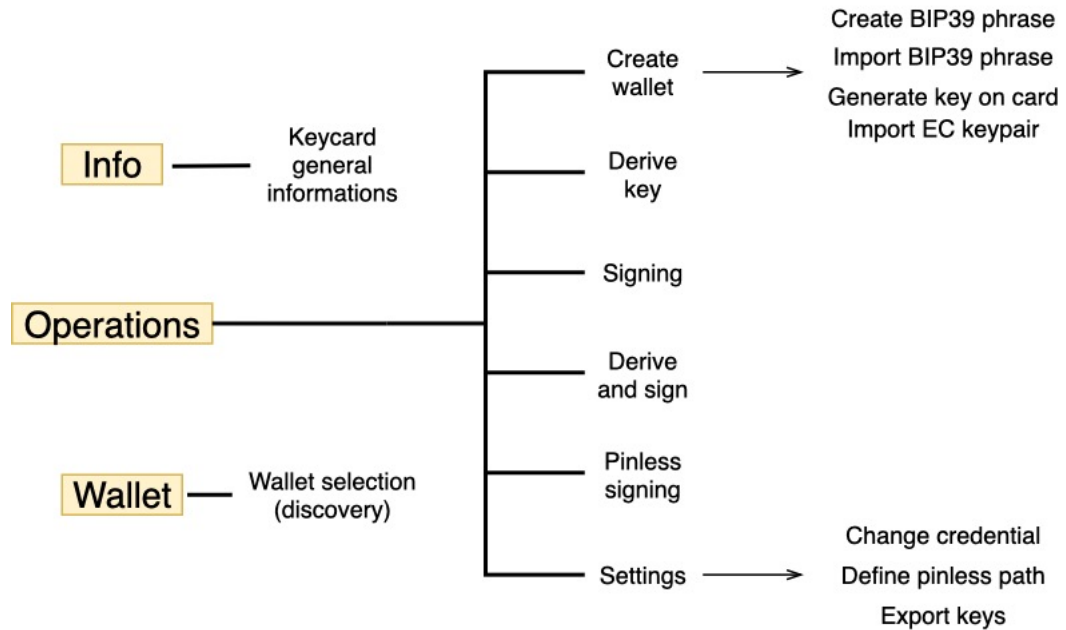 Info
Keycard
general
informations
Operations
Create
wallet
Create BIP39 phrase
Import BIP39 phrase
Generate key on card
Import EC keypair
Derive
key
Signing
Derive
and sign
Pinless
signing
Settings
Change credential
Define pinless path
Export keys
Wallet
Wallet selection
(discovery)